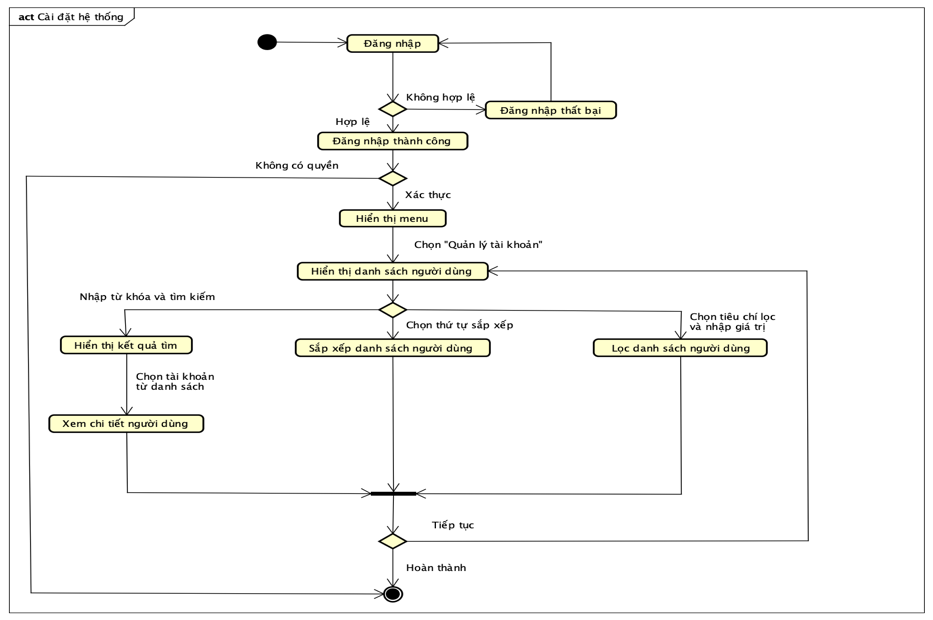 act Cài đặt hệ thống
Đăng nhập
Không hợp lệ
Đăng nhập thất bại
Hợp lệ
Đăng nhập thành công
Không có quyền
Xác thực
Hiển thị menu
Chọn "Quản lý tài khoản"
Hiển thị danh sách người dùng
Nhập từ khóa và tìm kiếm
Chọn thứ tự sắp xếp
Chọn tiêu chí lọc
và nhập giá trị
Hiển thị kết quả tìm
Sắp xếp danh sách người dùng
Lọc danh sách người dùng
Chọn tài khoản
từ danh sách
Xem chi tiết người dùng
Tiếp tục
Hoàn thành